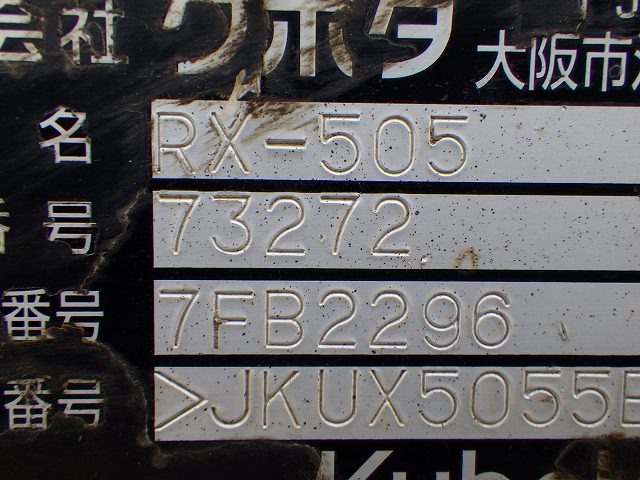 会社 クボタ
大阪市
名 RX-505
番号 73272
番号 7FB2296
番号 >JKUX5055
Kubo